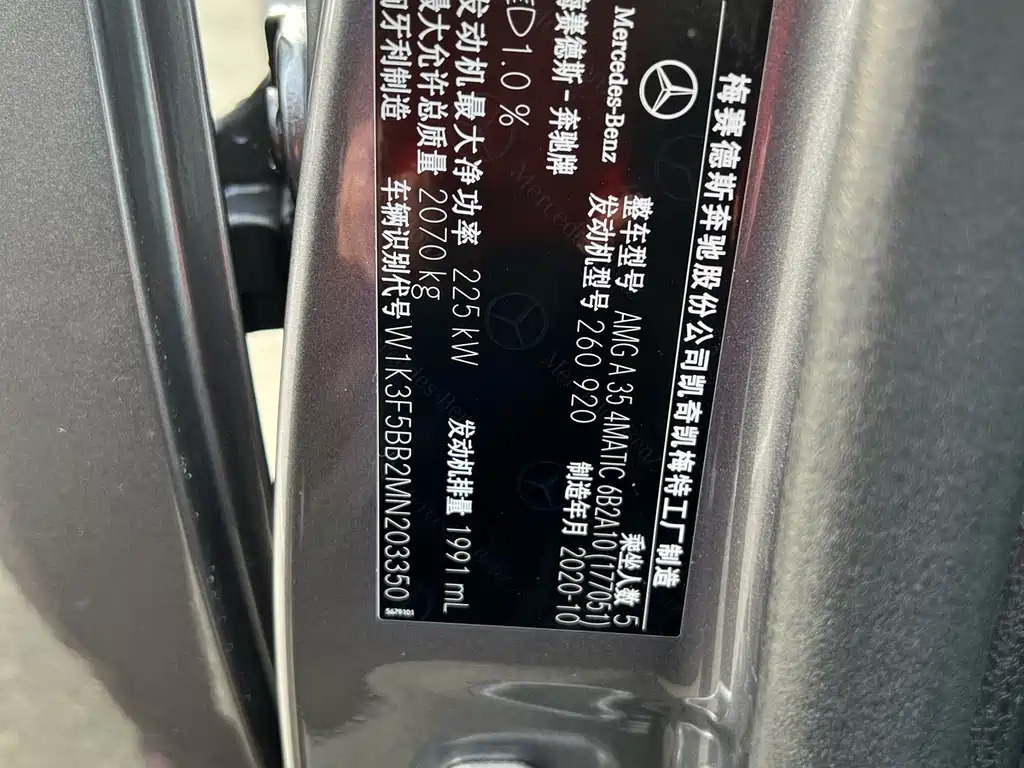 梅赛德斯奔驰股份公司凯奇凯梅特工厂制造
Mercedes-Benz
梅赛德斯-奔驰牌
整车型号 AMG A 35 4MATIC 6B2A10(177051)
乘坐人数 5
发动机型号 260 920
制造年月 2020-10
1.0 %
发动机最大净功率 225 kW
发动机排量 1991 mL
最大允许总质量 2070 kg
匈牙利制造
车辆识别代号 W1K3F5BB2MN203350
5679101